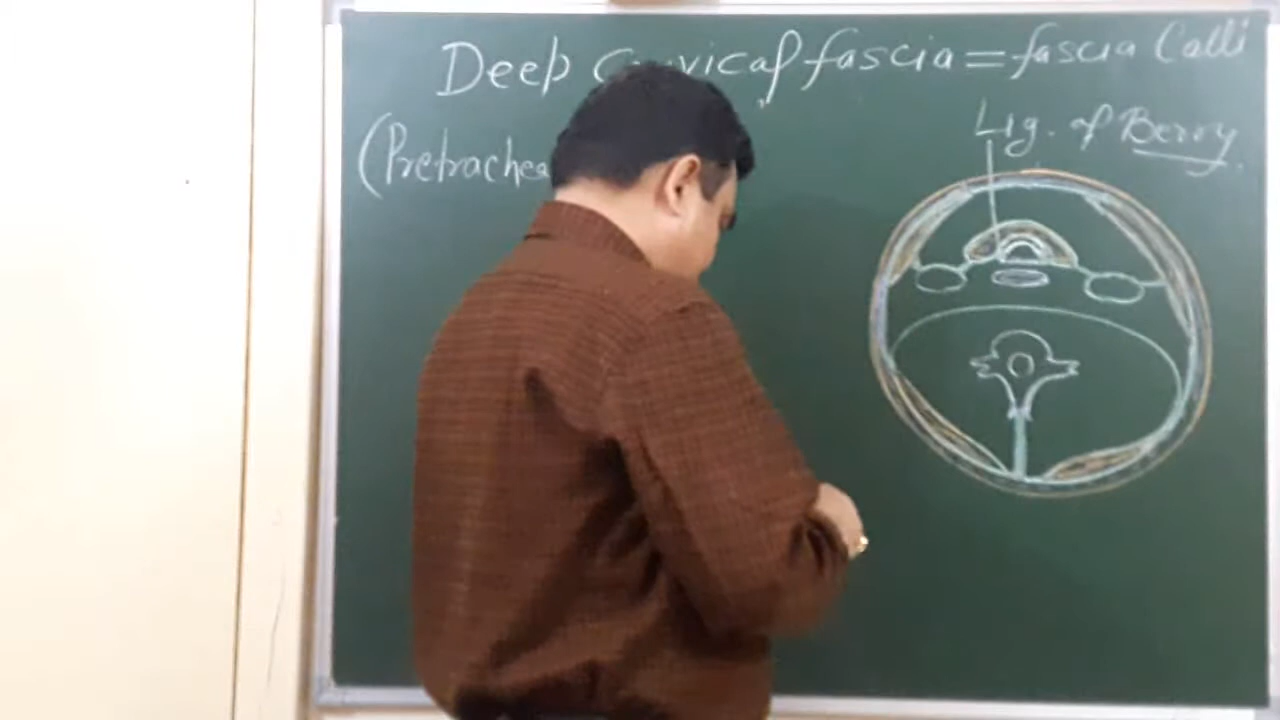 Deep cervical fascia = fascia Colli
(Pretrachea
Lig. of Berry